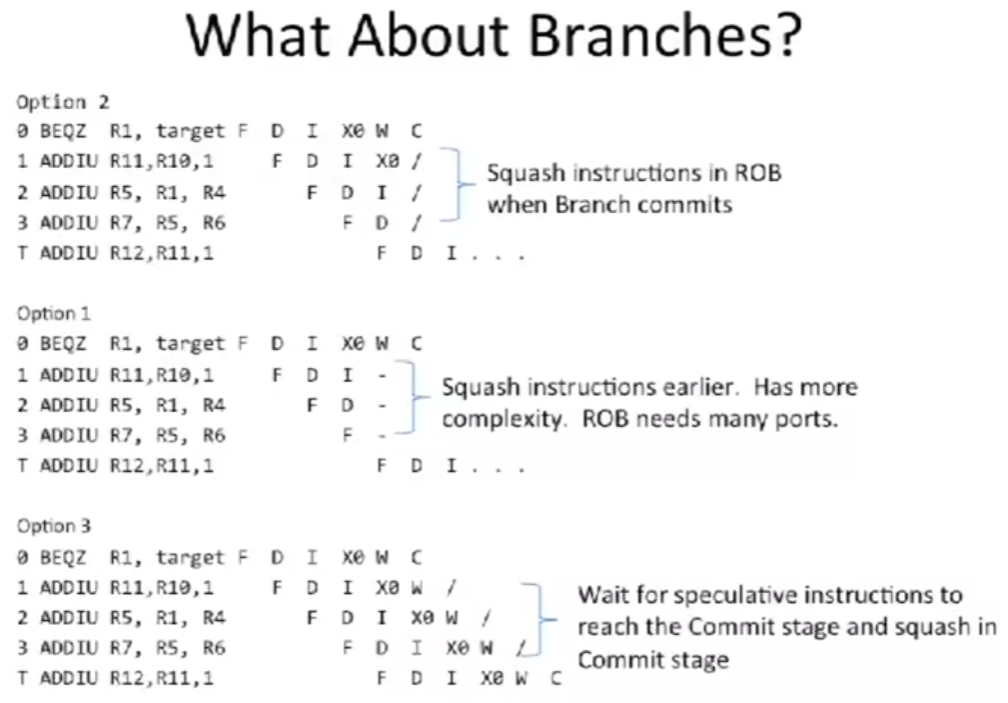 What About Branches?
Option 2
0 BEQZ R1, target F D I X0 W C
1 ADDIU R11,R10,1 F D I X0 /
2 ADDIU R5, R1, R4 F D I /
3 ADDIU R7, R5, R6 F D /
T ADDIU R12,R11,1 F D I . . .
Squash instructions in ROB
when Branch commits
Option 1
0 BEQZ R1, target F D I X0 W C
1 ADDIU R11,R10,1 F D I -
2 ADDIU R5, R1, R4 F D -
3 ADDIU R7, R5, R6 F -
T ADDIU R12,R11,1 F D I . . .
Squash instructions earlier. Has more
complexity. ROB needs many ports.
Option 3
0 BEQZ R1, target F D I X0 W C
1 ADDIU R11,R10,1 F D I X0 W /
2 ADDIU R5, R1, R4 F D I X0 W /
3 ADDIU R7, R5, R6 F D I X0 W /
T ADDIU R12,R11,1 F D I X0 W C
Wait for speculative instructions to
reach the Commit stage and squash in
Commit stage